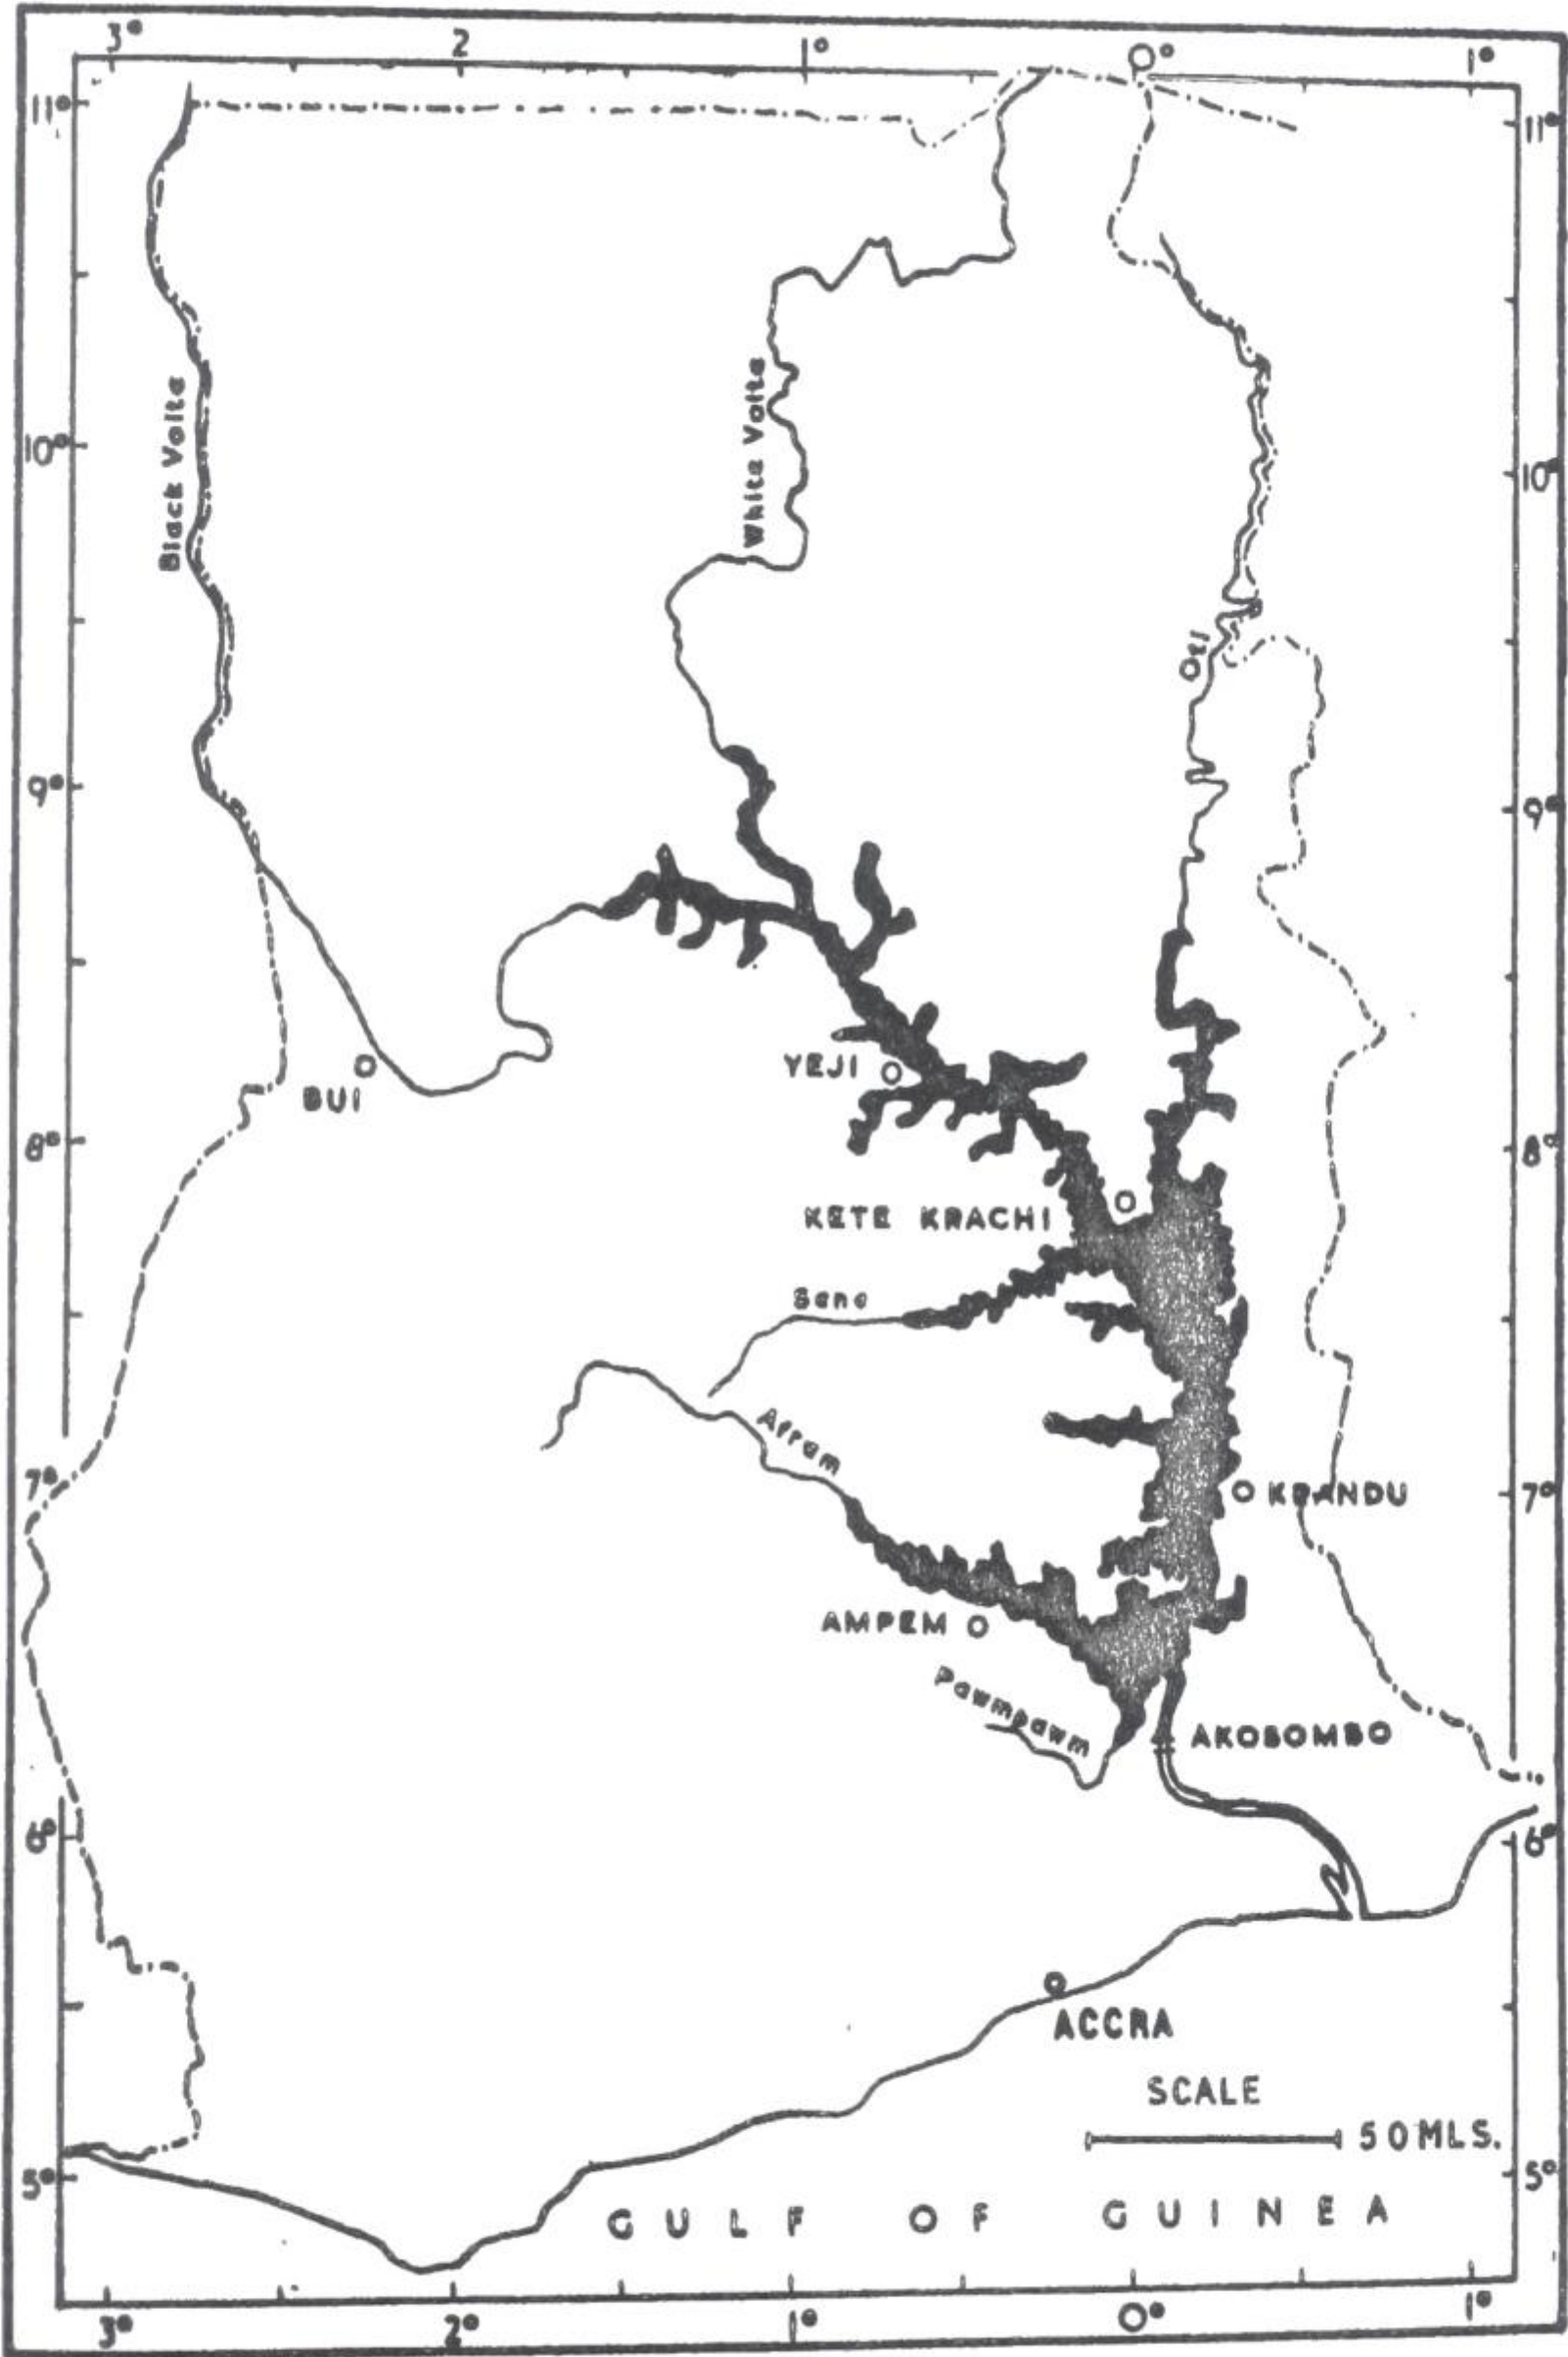 3° 2 1° 0° 1°
11° 11°
Black Volta
White Volta
10° 10°
Oti
9° 9°
YEJI
BUI
8° 8°
KETE KRACHI
Sene
Afram
7° KPANDU 7°
AMPEM
Pawmpawm
AKOSOMBO
6° 6°
ACCRA
SCALE
50 MLS.
5° 5°
GULF OF GUINEA
3° 2° 1° 0° 1°